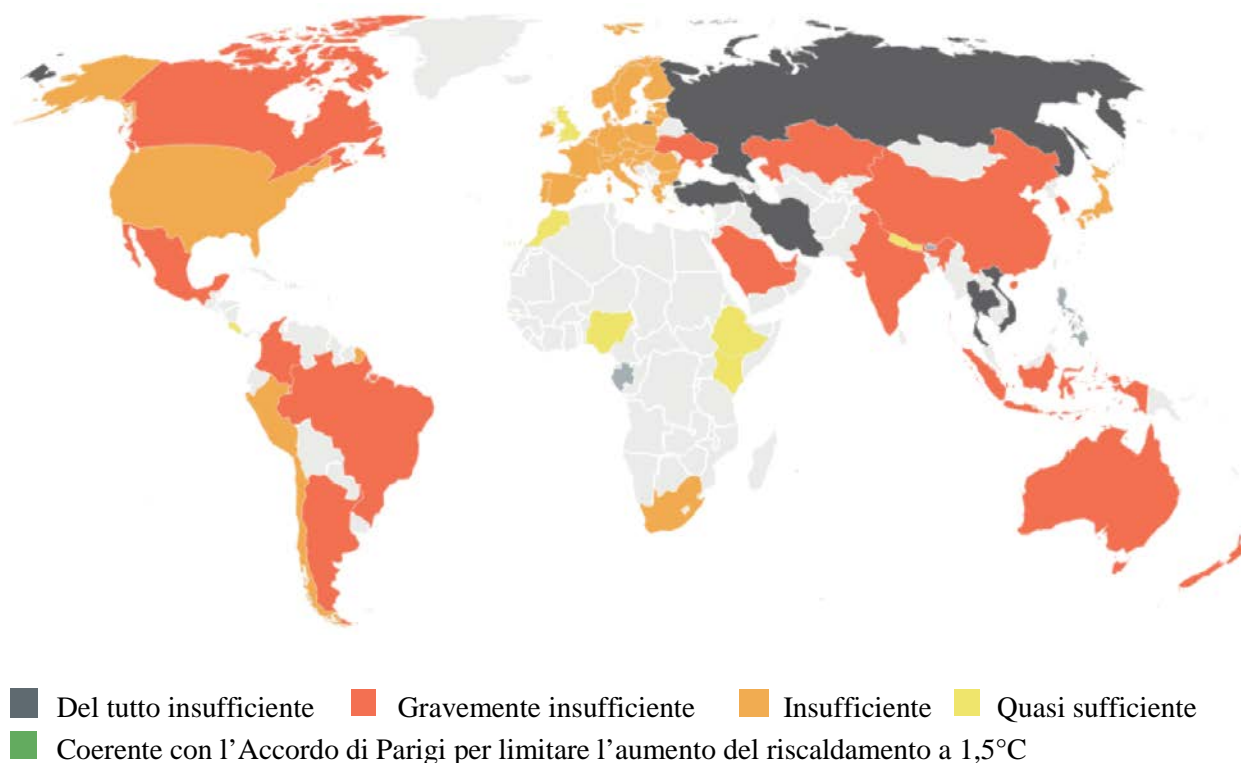 Del tutto insufficiente Gravemente insufficiente Insufficiente Quasi sufficiente
Coerente con l’Accordo di Parigi per limitare l’aumento del riscaldamento a 1,5°C